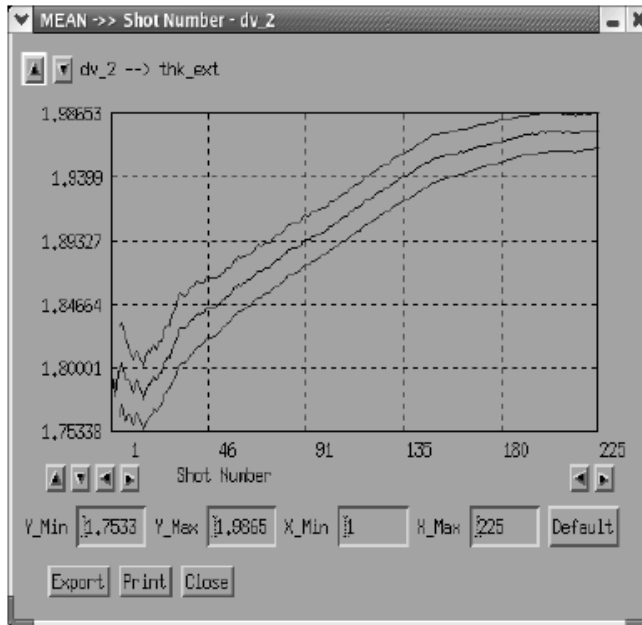 MEAN ->> Shot Number - dv_2
dv_2 --> thk_ext
1.98653
1.9399
1.89327
1.84664
1.80001
1.75338
1 46 91 135 180 225
Shot Number
Y_Min 1.7533 Y_Max 1.9865 X_Min 1 X_Max 225 Default
Export Print Close